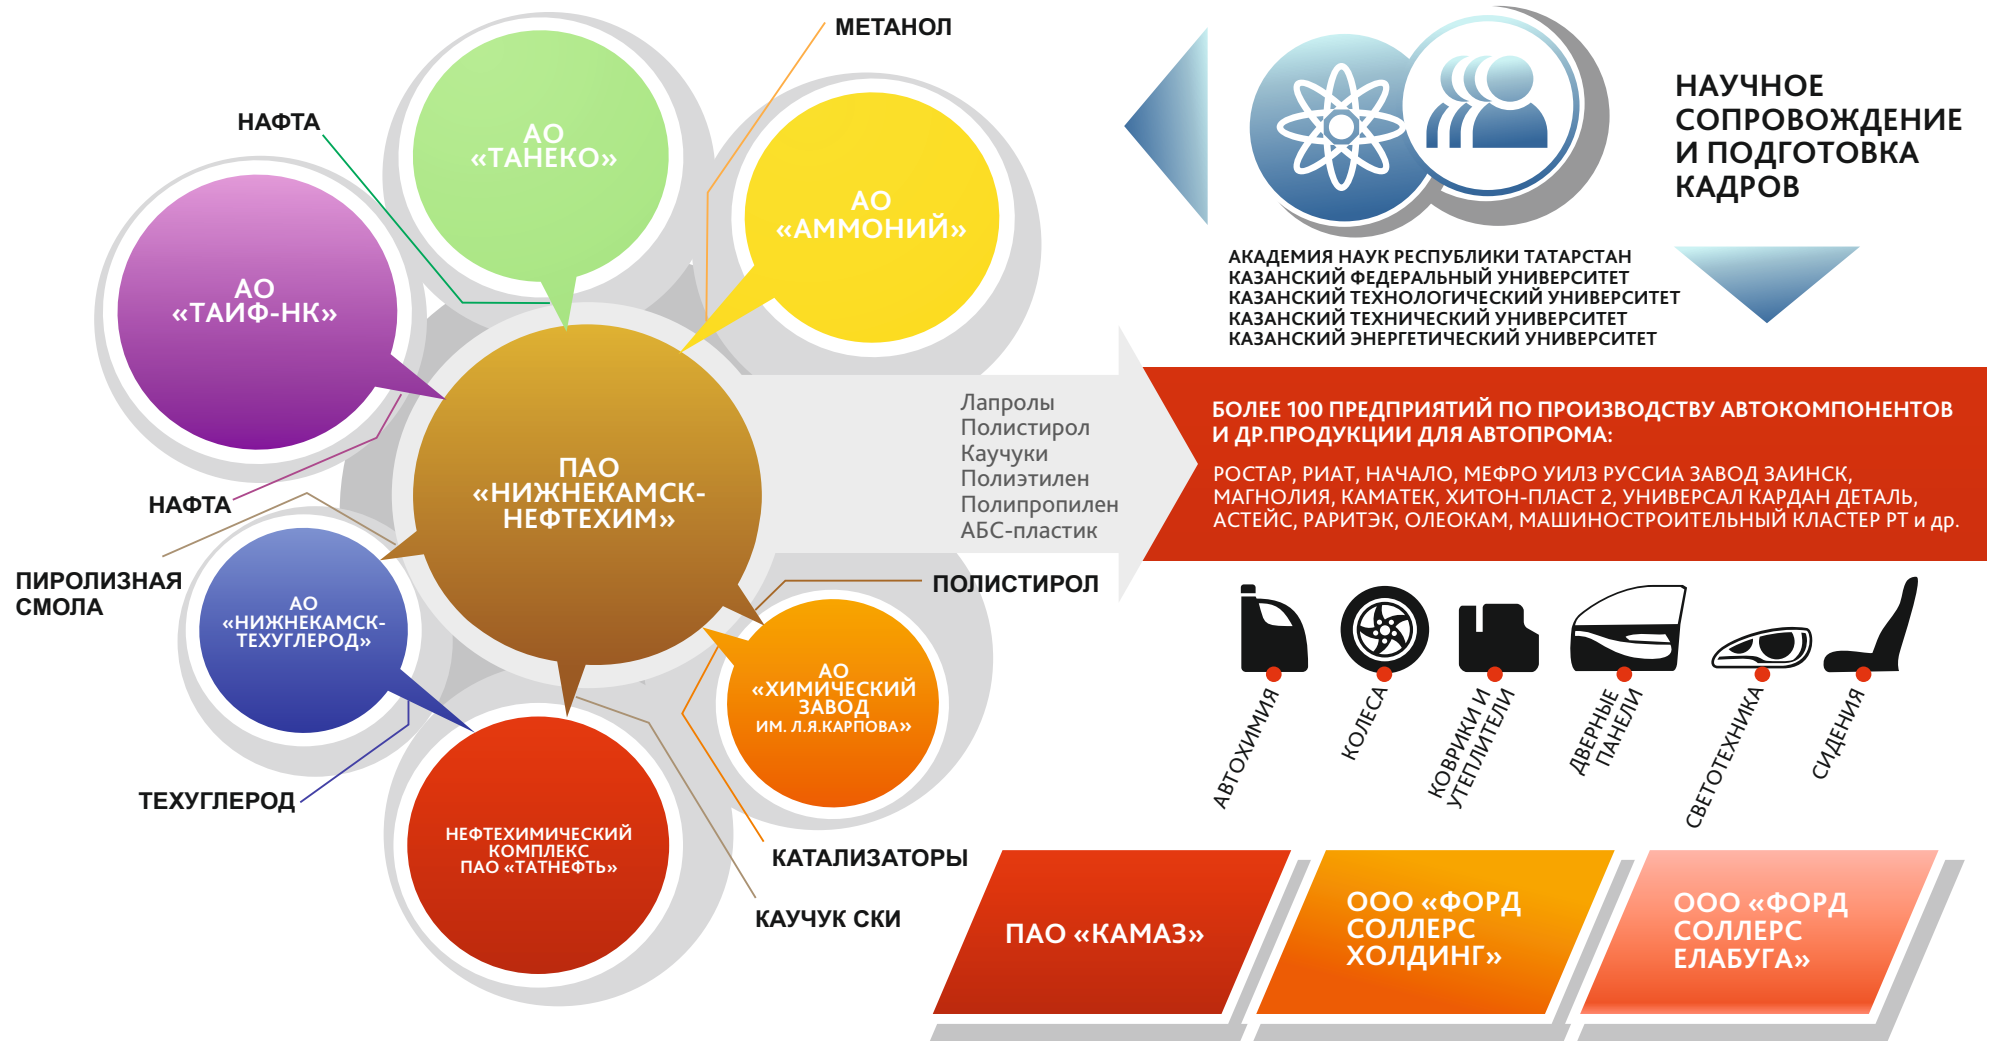 МЕТАНОЛ
НАФТА
АО
«ТАНЕКО»
АО
«АММОНИЙ»
АО
«ТАИФ-НК»
ПАО
«НИЖНЕКАМСК-
НЕФТЕХИМ»
НАФТА
ПИРОЛИЗНАЯ
СМОЛА
АО
«НИЖНЕКАМСК-
ТЕХУГЛЕРОД»
ТЕХУГЛЕРОД
НЕФТЕХИМИЧЕСКИЙ
КОМПЛЕКС
ПАО «ТАТНЕФТЬ»
АО
«ХИМИЧЕСКИЙ
ЗАВОД
ИМ. Л.Я.КАРПОВА»
ПОЛИСТИРОЛ
КАТАЛИЗАТОРЫ
КАУЧУК СКИ
Лапролы
Полистирол
Каучуки
Полиэтилен
Полипропилен
АБС-пластик
НАУЧНОЕ
СОПРОВОЖДЕНИЕ
И ПОДГОТОВКА
КАДРОВ
АКАДЕМИЯ НАУК РЕСПУБЛИКИ ТАТАРСТАН
КАЗАНСКИЙ ФЕДЕРАЛЬНЫЙ УНИВЕРСИТЕТ
КАЗАНСКИЙ ТЕХНОЛОГИЧЕСКИЙ УНИВЕРСИТЕТ
КАЗАНСКИЙ ТЕХНИЧЕСКИЙ УНИВЕРСИТЕТ
КАЗАНСКИЙ ЭНЕРГЕТИЧЕСКИЙ УНИВЕРСИТЕТ
БОЛЕЕ 100 ПРЕДПРИЯТИЙ ПО ПРОИЗВОДСТВУ АВТОКОМПОНЕНТОВ
И ДР.ПРОДУКЦИИ ДЛЯ АВТОПРОМА:
РОСТАР, РИАТ, НАЧАЛО, МЕФРО УИЛЗ РУССИА ЗАВОД ЗАИНСК,
МАГНОЛИЯ, КАМАТЕК, ХИТОН-ПЛАСТ 2, УНИВЕРСАЛ КАРДАН ДЕТАЛЬ,
АСТЕЙС, РАРИТЭК, ОЛЕОКАМ, МАШИНОСТРОИТЕЛЬНЫЙ КЛАСТЕР РТ и др.
АВТОХИМИЯ
КОЛЕСА
КОВРИКИ И
УТЕПЛИТЕЛИ
ДВЕРНЫЕ
ПАНЕЛИ
СВЕТОТЕХНИКА
СИДЕНИЯ
ПАО «КАМАЗ»
ООО «ФОРД
СОЛЛЕРС
ХОЛДИНГ»
ООО «ФОРД
СОЛЛЕРС
ЕЛАБУГА»